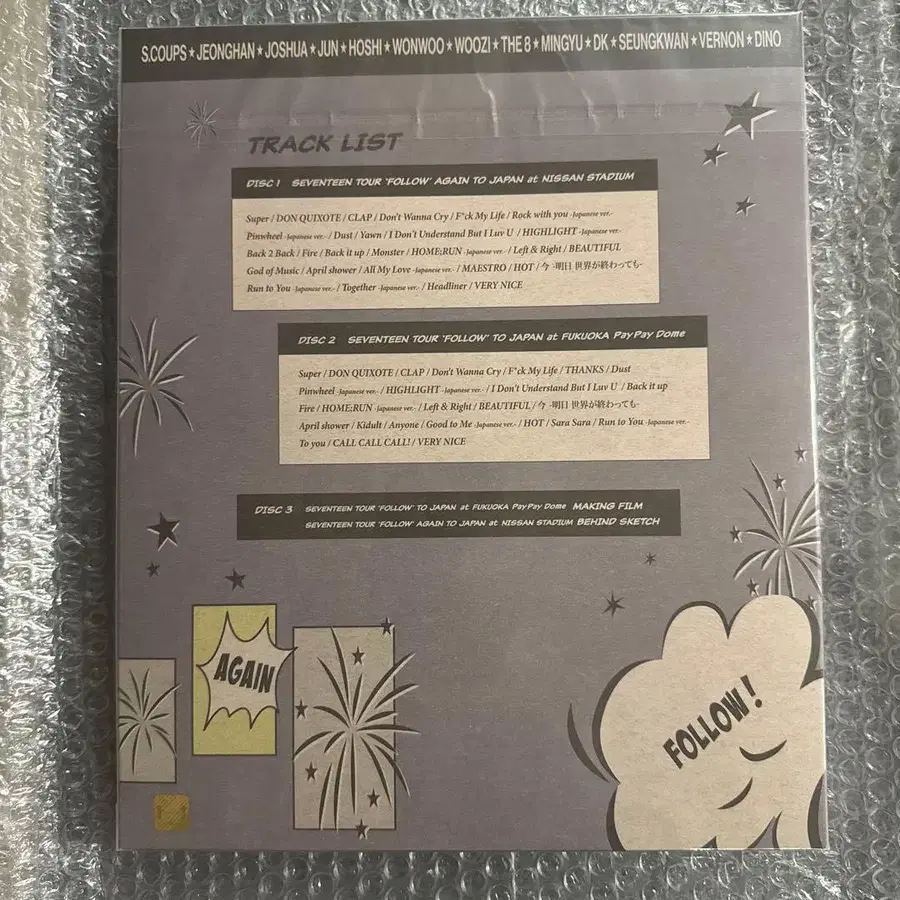 S.COUPS★JEONGHAN★JOSHUA★JUN★HOSHI★WONWOO★WOOZI★THE 8★MINGYU★DK★SEUNGKWAN★VERNON★DINO
TRACK LIST
DISC 1 SEVENTEEN TOUR 'FOLLOW' AGAIN TO JAPAN at NISSAN STADIUM
Super / DON QUIXOTE / CLAP / Don't Wanna Cry / F*ck My Life / Rock with you -Japanese ver.-
Pinwheel -Japanese ver.- / Dust / Yawn / I Don't Understand But I Luv U / HIGHLIGHT -Japanese ver.-
Back 2 Back / Fire / Back it up / Monster / HOME;RUN -Japanese ver.- / Left & Right / BEAUTIFUL
God of Music / April shower / All My Love -Japanese ver.- / MAESTRO / HOT / 今 -明日 世界が終わっても-
Run to You -Japanese ver.- / Together -Japanese ver.- / Headliner / VERY NICE
DISC 2 SEVENTEEN TOUR 'FOLLOW' TO JAPAN at FUKUOKA PayPay Dome
Super / DON QUIXOTE / CLAP / Don't Wanna Cry / F*ck My Life / THANKS / Dust
Pinwheel -Japanese ver.- / HIGHLIGHT -Japanese ver.- / I Don't Understand But I Luv U / Back it up
Fire / HOME;RUN -Japanese ver.- / Left & Right / BEAUTIFUL / 今 -明日 世界が終わっても-
April shower / Kidult / Anyone / Good to Me -Japanese ver.- / HOT / Sara Sara / Run to You -Japanese ver.-
To you / CALL CALL CALL! / VERY NICE
DISC 3 SEVENTEEN TOUR 'FOLLOW' TO JAPAN at FUKUOKA PayPay Dome MAKING FILM
SEVENTEEN TOUR 'FOLLOW' AGAIN TO JAPAN at NISSAN STADIUM BEHIND SKETCH
AGAIN
FOLLOW!